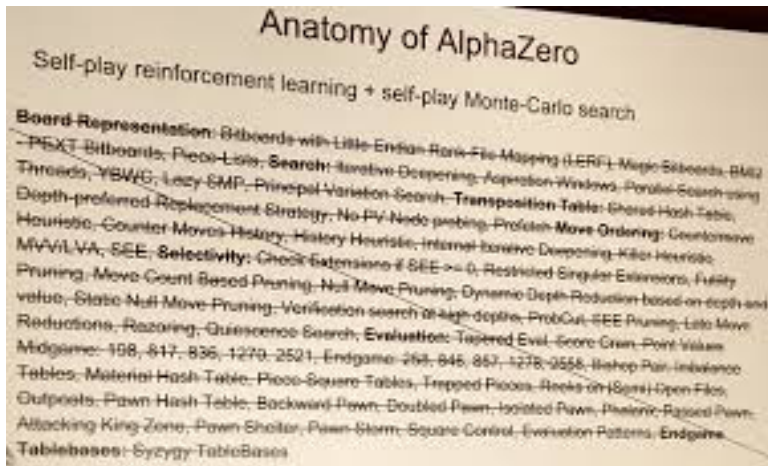 Anatomy of AlphaZero
Self-play reinforcement learning + self-play Monte-Carlo search
Board Representation: Bitboards with Little-Endian Rank-File Mapping (LERF), Magic Bitboards, BMI2
- PEXT Bitboards, Piece-Lists, Search: Iterative Deepening, Aspiration Windows, Parallel Search using
Threads, YBWC, Lazy SMP, Principal Variation Search. Transposition Table: Shared Hash Table,
Depth-preferred Replacement Strategy, No PV-Node probing, Prefetch Move Ordering: Countermove
Heuristic, Counter Moves History, History Heuristic, Internal Iterative Deepening, Killer Heuristic,
MVV/LVA, SEE, Selectivity: Check Extensions if SEE >= 0, Restricted Singular Extensions, Futility
Pruning, Move Count Based Pruning, Null Move Pruning, Dynamic Depth Reduction based on depth and
value, Static Null Move Pruning, Verification search at high depths, ProbCut, SEE Pruning, Late Move
Reductions, Razoring, Quiescence Search, Evaluation: Tapered Eval, Score Grain, Point Values
Midgame: 198, 817, 836, 1270, 2521, Endgame: 258, 846, 857, 1278, 2558, Bishop Pair, Imbalance
Tables, Material Hash Table, Piece-Square Tables, Trapped Pieces, Rooks on (Semi) Open Files,
Outposts, Pawn Hash Table, Backward Pawn, Doubled Pawn, Isolated Pawn, Phalanx, Passed Pawn,
Attacking King Zone, Pawn Shelter, Pawn Storm, Square Control, Evaluation Patterns, Endgame
Tablebases: Syzygy TableBases